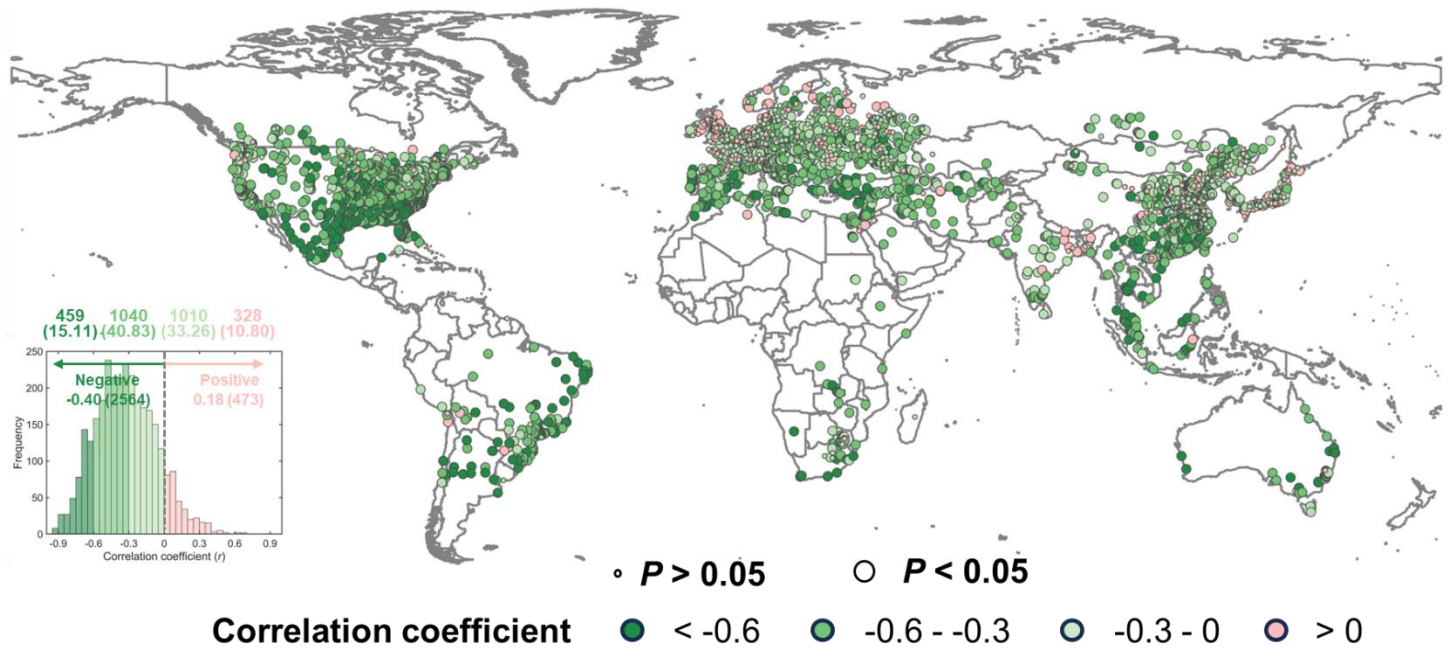 459 1040 1010 328
(15.11) (40.83) (33.26) (10.80)
250
200
150
100
50
0
Frequency
Negative Positive
-0.40 (2564) 0.18 (473)
-0.9 -0.6 -0.3 0 0.3 0.6 0.9
Correlation coefficient (r)
P > 0.05 P < 0.05
Correlation coefficient < -0.6 -0.6 - -0.3 -0.3 - 0 > 0